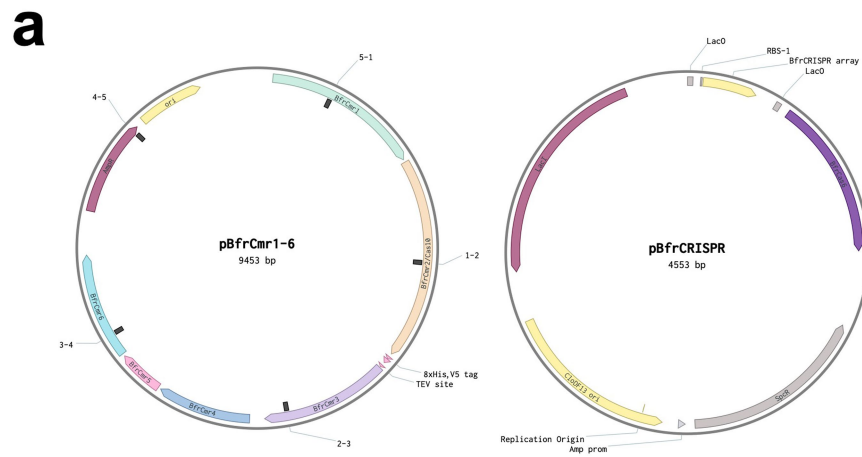 a
5-1
4-5
ori
BfrCmr1
AmpR
pBfrCmr1-6
9453 bp
BfrCmr2/Cas10
1-2
BfrCmr6
3-4
BfrCmr5
8xHis,V5 tag
TEV site
BfrCmr4
BfrCmr3
2-3
LacO
RBS-1
BfrCRISPR array
LacO
LacI
BfrCas6
pBfrCRISPR
4553 bp
CloDF13 ori
SpcR
Replication Origin
Amp prom